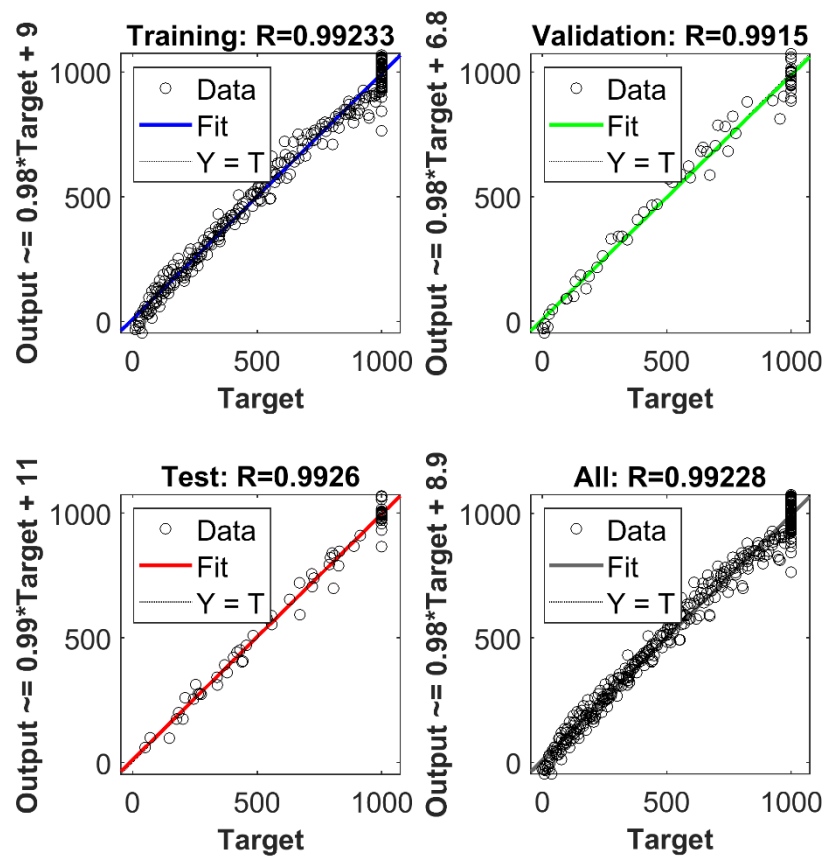 Training: R=0.99233
Output ~= 0.98*Target + 9
1000
500
0
Data
Fit
Y = T
0 500 1000
Target
Validation: R=0.9915
Output ~= 0.98*Target + 6.8
1000
500
0
Data
Fit
Y = T
0 500 1000
Target
Test: R=0.9926
Output ~= 0.99*Target + 11
1000
500
0
Data
Fit
Y = T
0 500 1000
Target
All: R=0.99228
Output ~= 0.98*Target + 8.9
1000
500
0
Data
Fit
Y = T
0 500 1000
Target